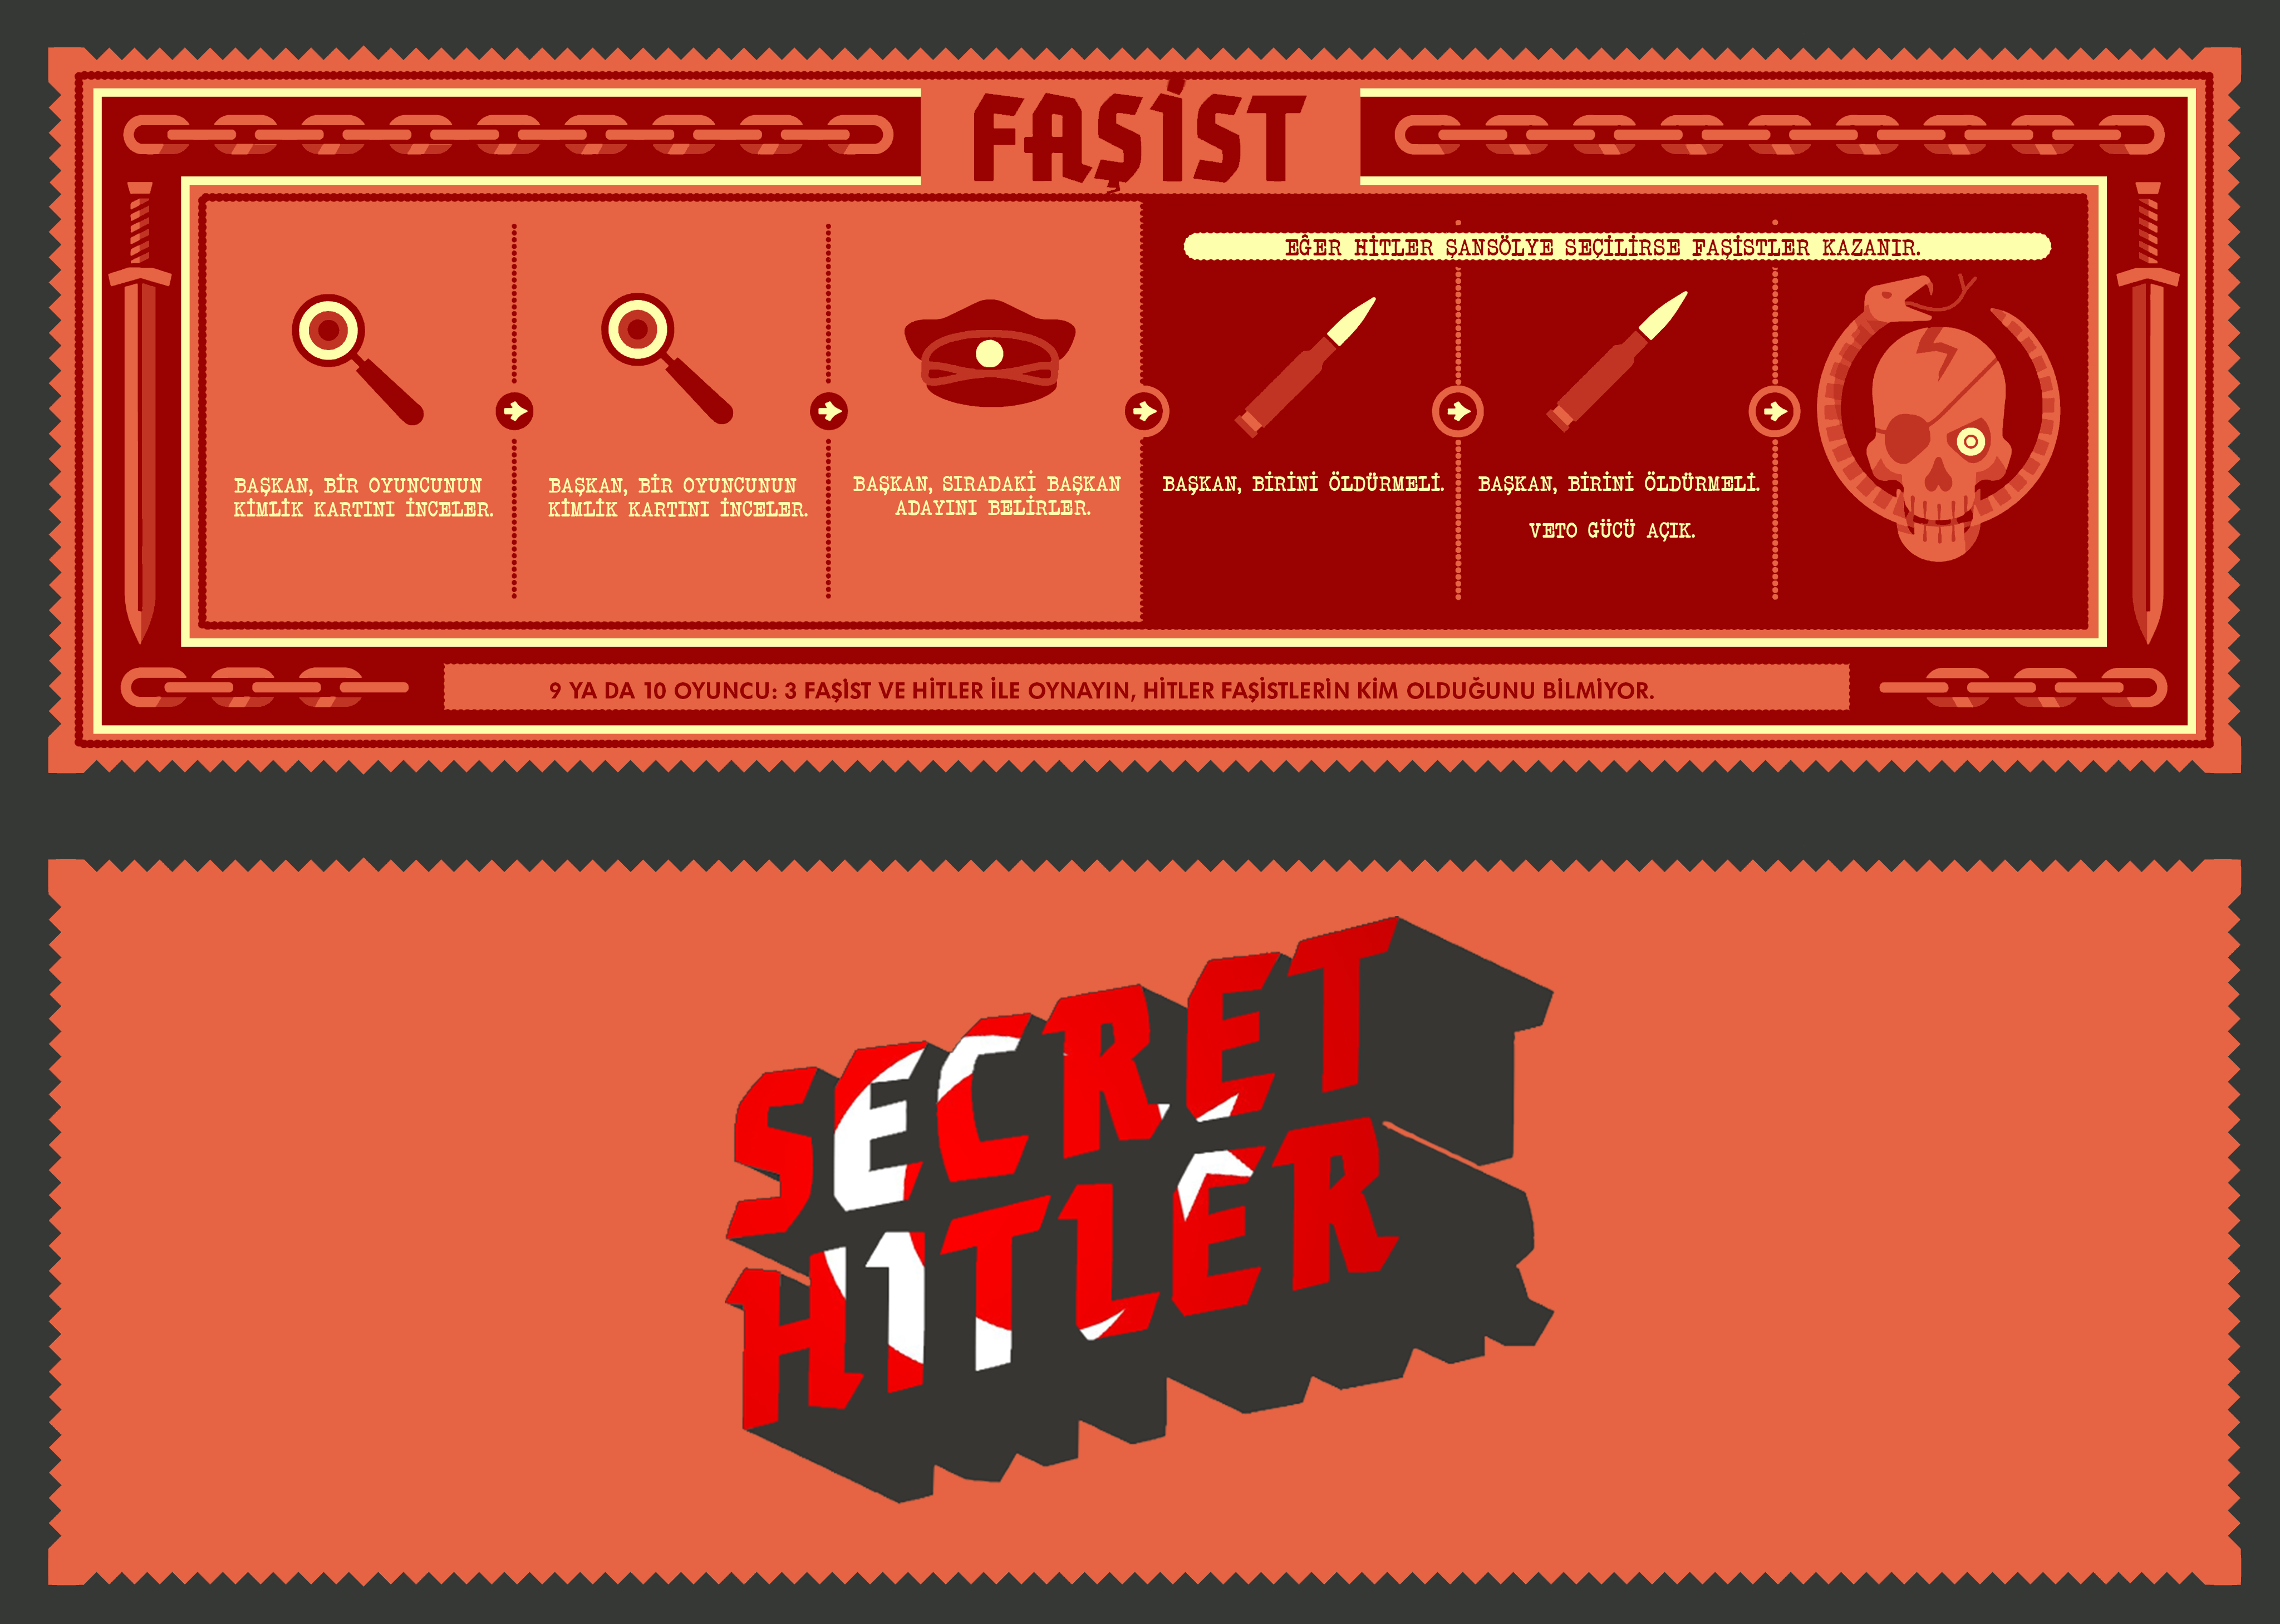 FAŞİST
EĞER HİTLER ŞANSÖLYE SEÇİLİRSE FAŞİSTLER KAZANIR.
BAŞKAN, BİR OYUNCUNUN
KİMLİK KARTINI İNCELER.
BAŞKAN, BİR OYUNCUNUN
KİMLİK KARTINI İNCELER.
BAŞKAN, SIRADAKİ BAŞKAN
ADAYINI BELİRLER.
BAŞKAN, BİRİNİ ÖLDÜRMELİ.
BAŞKAN, BİRİNİ ÖLDÜRMELİ.
VETO GÜCÜ AÇIK.
9 YA DA 10 OYUNCU: 3 FAŞİST VE HİTLER İLE OYNAYIN, HİTLER FAŞİSTLERİN KİM OLDUĞUNU BİLMİYOR.
SECRET
HITLER